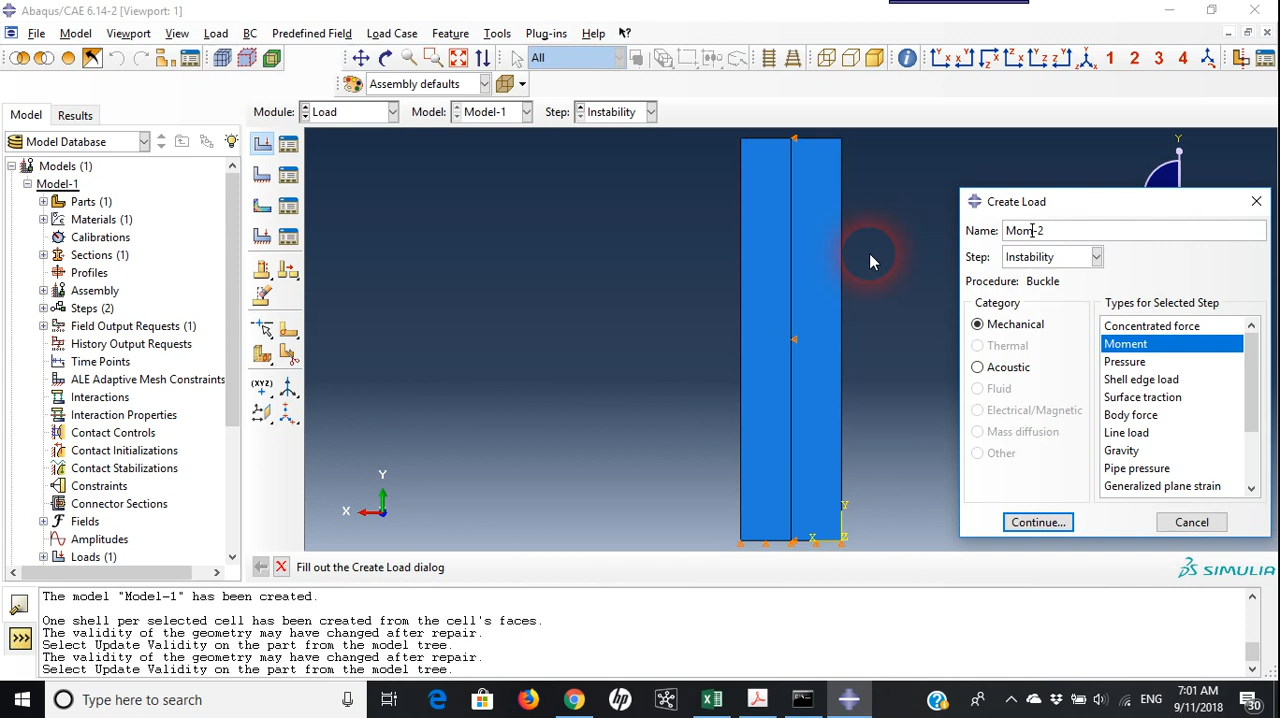 Abaqus/CAE 6.14-2 [Viewport: 1]
File Model Viewport View Load BC Predefined Field Load Case Feature Tools Plug-ins Help
All
1 2 3 4
Assembly defaults
Model Results
Module: Load Model: Model-1 Step: Instability
Model Database
Models (1)
Model-1
Parts (1)
Materials (1)
Calibrations
Sections (1)
Profiles
Assembly
Steps (2)
Field Output Requests (1)
History Output Requests
Time Points
ALE Adaptive Mesh Constraints
Interactions
Interaction Properties
Contact Controls
Contact Initializations
Contact Stabilizations
Constraints
Connector Sections
Fields
Amplitudes
Loads (1)
(XYZ)
Y
X
Y
X Z
Y
Create Load
Name: Mom-2
Step: Instability
Procedure: Buckle
Category
Mechanical
Thermal
Acoustic
Fluid
Electrical/Magnetic
Mass diffusion
Other
Types for Selected Step
Concentrated force
Moment
Pressure
Shell edge load
Surface traction
Body force
Line load
Gravity
Pipe pressure
Generalized plane strain
Continue... Cancel
Fill out the Create Load dialog
SIMULIA
The model "Model-1" has been created.
One shell per selected cell has been created from the cell's faces.
The validity of the geometry may have changed after repair.
Select Update Validity on the part from the model tree.
The validity of the geometry may have changed after repair.
Select Update Validity on the part from the model tree.
Type here to search
ENG
7:01 AM
9/11/2018
30